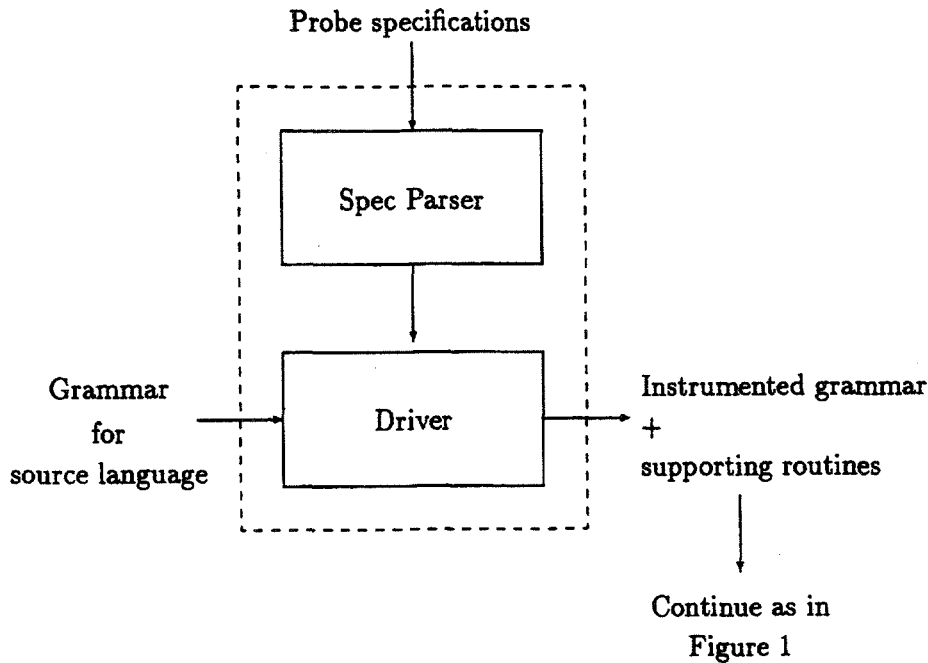 Probe specifications
Spec Parser
Grammar
for
source language
Driver
Instrumented grammar
+
supporting routines
Continue as in
Figure 1